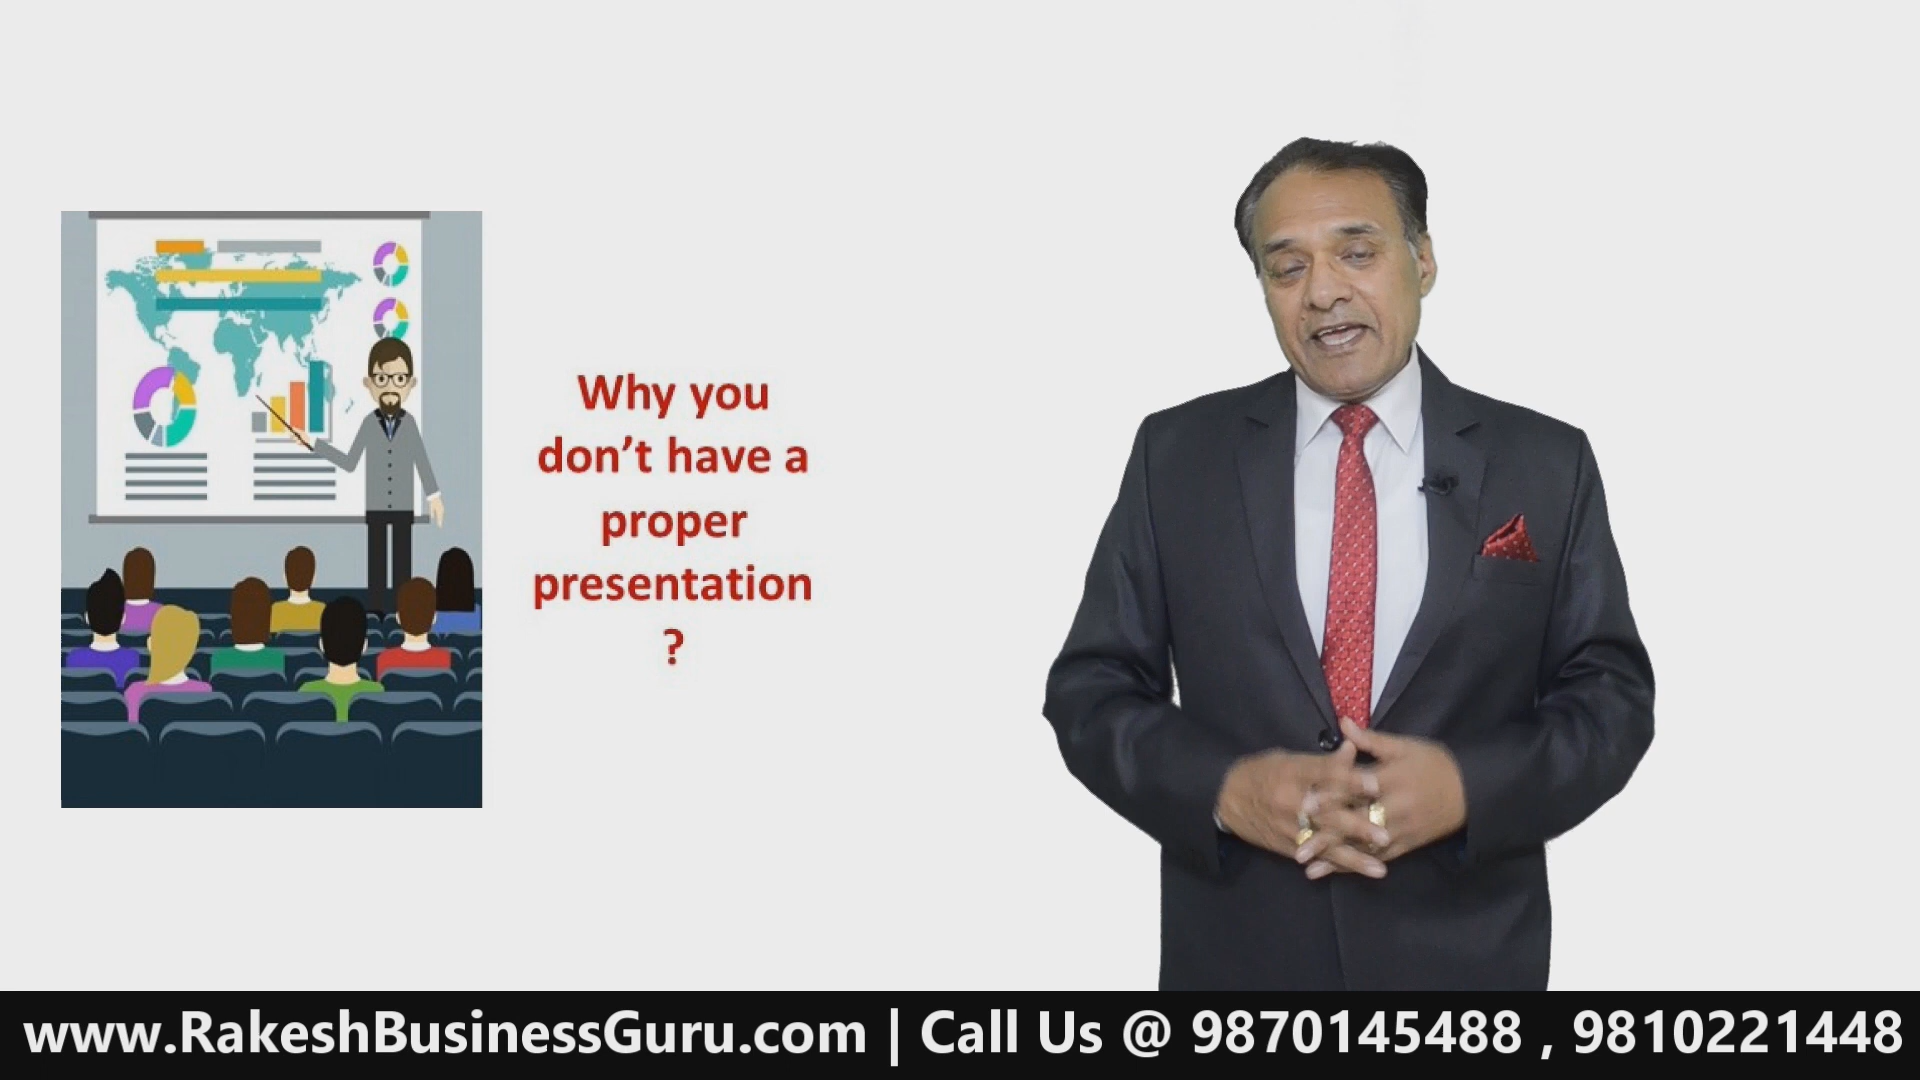 Why you
don’t have a
proper
presentation
?
www.RakeshBusinessGuru.com | Call Us @ 9870145488 , 9810221448